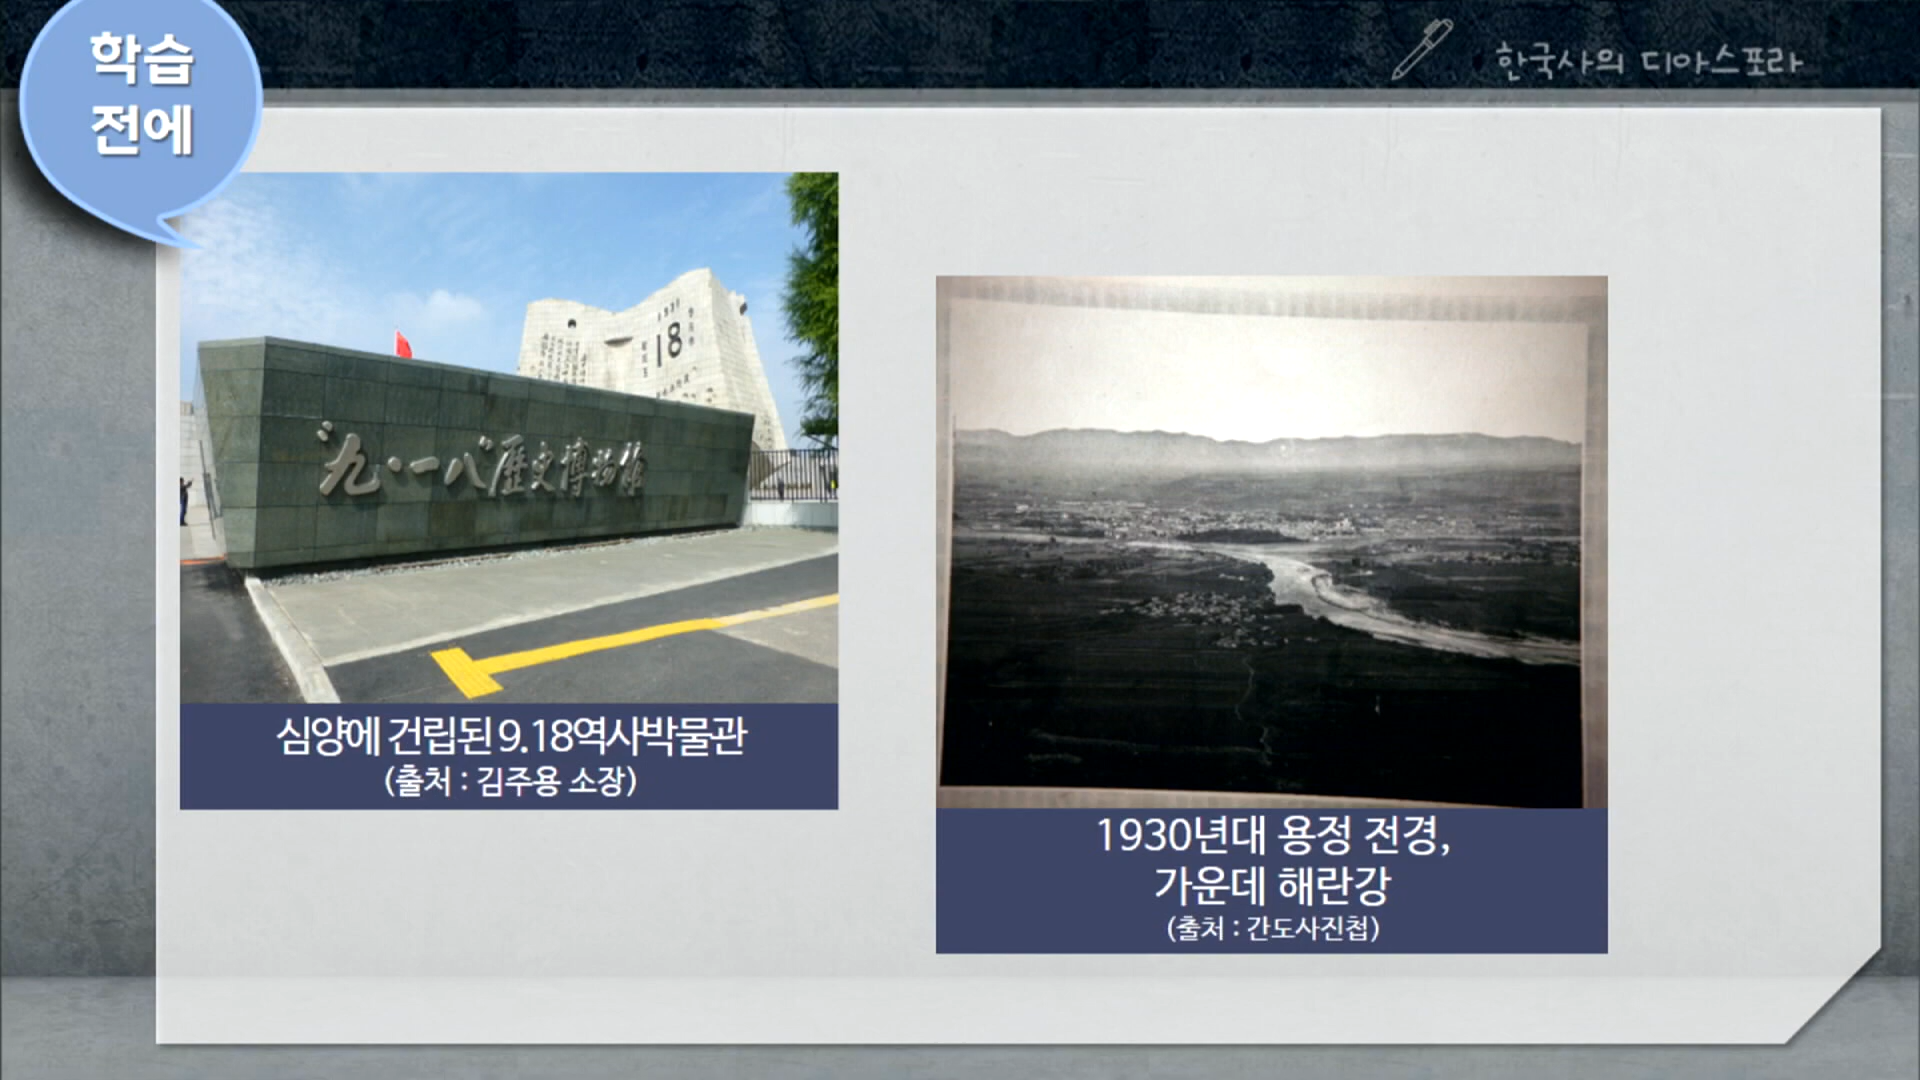 학습
전에
한국사의 디아스포라
18
"九·一八"歷史博物館
심양에 건립된 9.18역사박물관
(출처 : 김주용 소장)
1930년대 용정 전경,
가운데 해란강
(출처 : 간도사진첩)